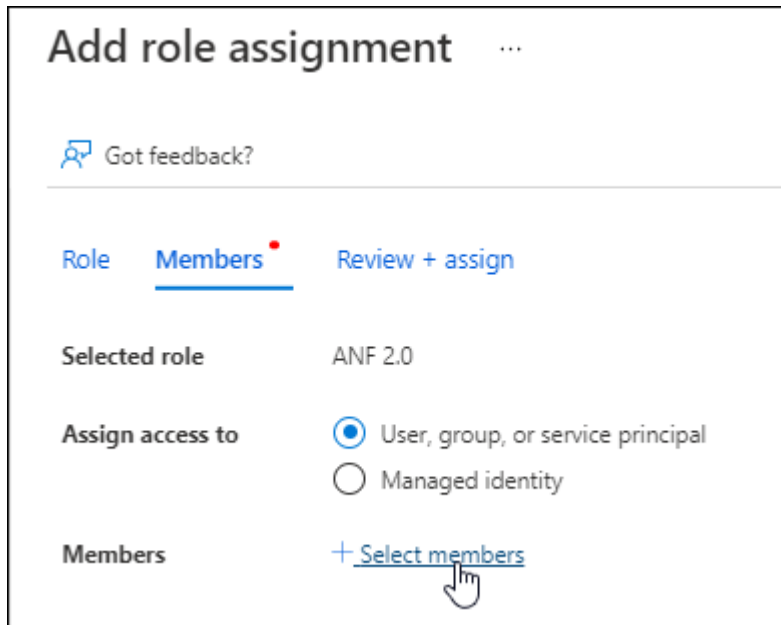 Add role assignment ...
Got feedback?
Role Members Review + assign
Selected role ANF 2.0
Assign access to User, group, or service principal
Managed identity
Members + Select members